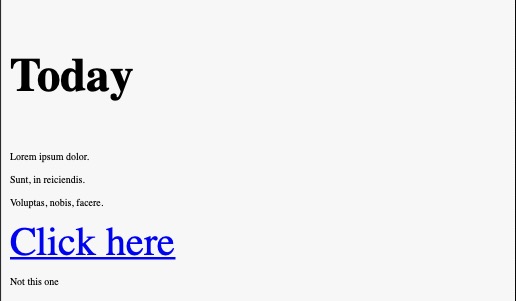 Today
Lorem ipsum dolor.
Sunt, in reiciendis.
Voluptas, nobis, facere.
Click here
Not this one